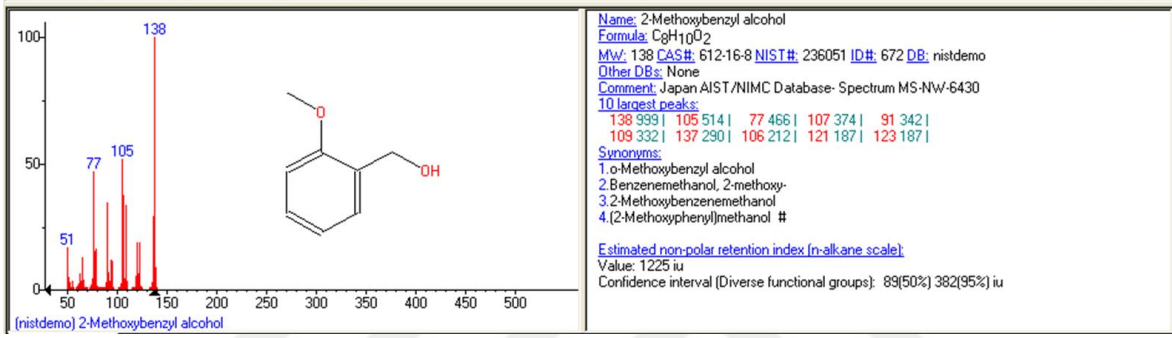 100
138
50
77
105
51
O
OH
0
50 100 150 200 250 300 350 400 450 500
(nistdemo) 2-Methoxybenzyl alcohol
Name: 2-Methoxybenzyl alcohol
Formula: C8H10O2
MW: 138 CAS#: 612-16-8 NIST#: 236051 ID#: 672 DB: nistdemo
Other DBs: None
Comment: Japan AIST/NIMC Database- Spectrum MS-NW-6430
10 largest peaks:
138 999 | 105 514 | 77 466 | 107 374 | 91 342 |
109 332 | 137 290 | 106 212 | 121 187 | 123 187 |
Synonyms:
1.o-Methoxybenzyl alcohol
2.Benzenemethanol, 2-methoxy-
3.2-Methoxybenzenemethanol
4.(2-Methoxyphenyl)methanol #
Estimated non-polar retention index (n-alkane scale):
Value: 1225 iu
Confidence interval (Diverse functional groups): 89(50%) 382(95%) iu